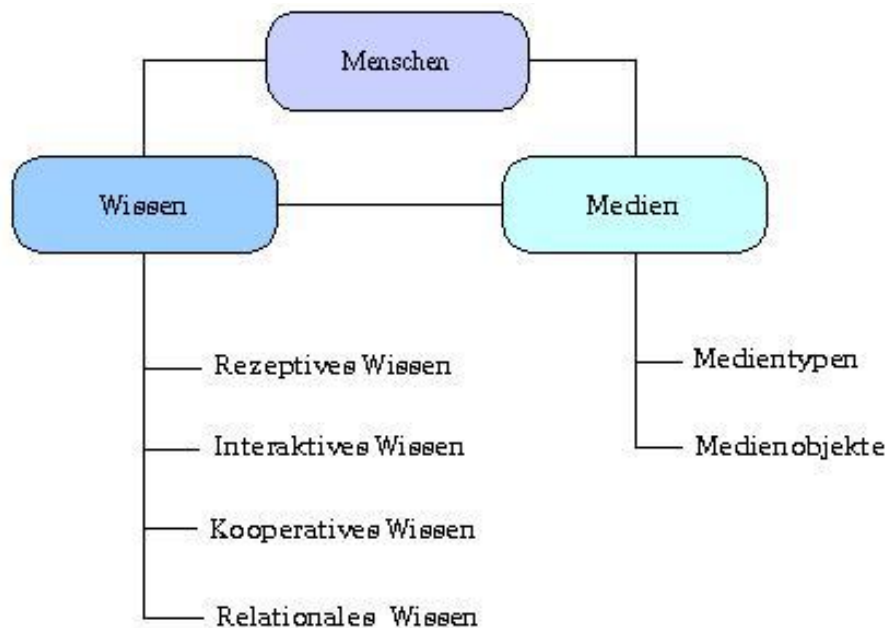 Menschen
Wissen
Medien
Rezeptives Wissen
Interaktives Wissen
Kooperatives Wissen
Relationales Wissen
Medientypen
Medienobjekte